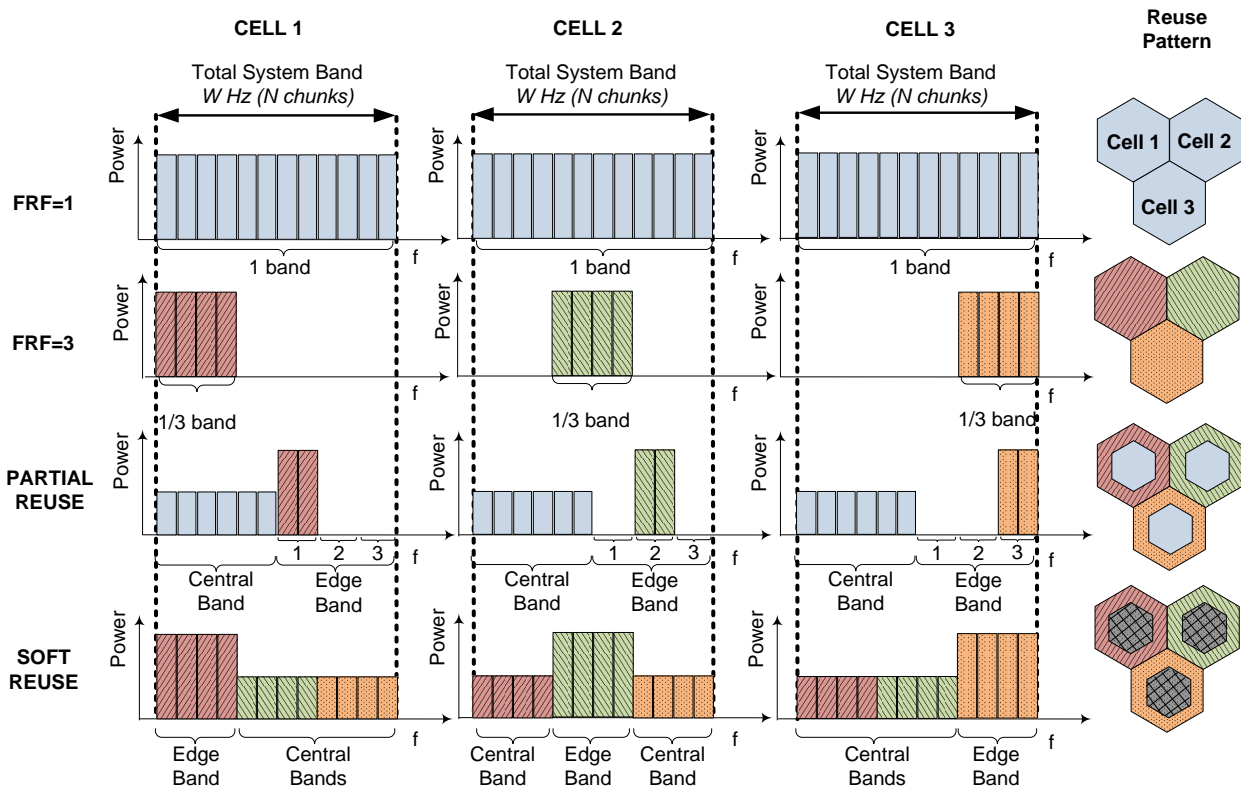 CELL 1
CELL 2
CELL 3
Reuse
Pattern
Total System Band
W Hz (N chunks)
Total System Band
W Hz (N chunks)
Total System Band
W Hz (N chunks)
FRF=1
Power
f
1 band
Power
f
1 band
Power
f
1 band
Cell 1
Cell 2
Cell 3
FRF=3
Power
f
1/3 band
Power
f
1/3 band
Power
f
1/3 band
PARTIAL
REUSE
Power
1
2
3
f
Central
Band
Edge
Band
Power
1
2
3
f
Central
Band
Edge
Band
Power
1
2
3
f
Central
Band
Edge
Band
SOFT
REUSE
Power
f
Edge
Band
Central
Bands
Power
f
Central
Band
Edge
Band
Central
Band
Power
f
Central
Bands
Edge
Band